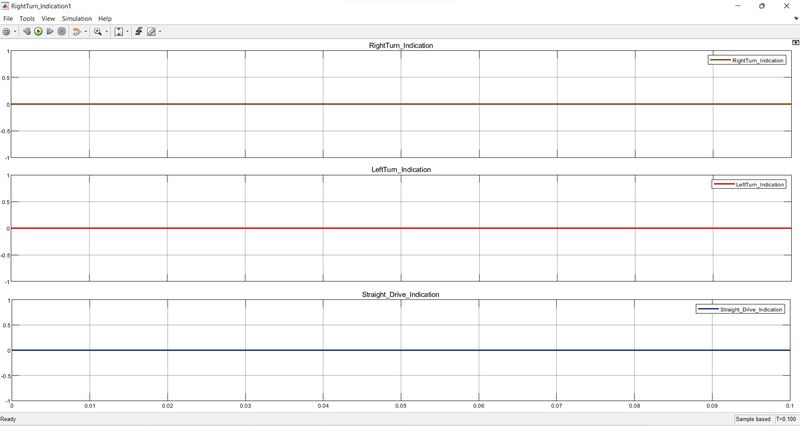 RightTurn_Indication1
File Tools View Simulation Help
RightTurn_Indication
RightTurn_Indication
1
0.5
0
-0.5
-1
LeftTurn_Indication
LeftTurn_Indication
1
0.5
0
-0.5
-1
Straight_Drive_Indication
Straight_Drive_Indication
1
0.5
0
-0.5
-1
0 0.01 0.02 0.03 0.04 0.05 0.06 0.07 0.08 0.09 0.1
Ready Sample based T=0.100